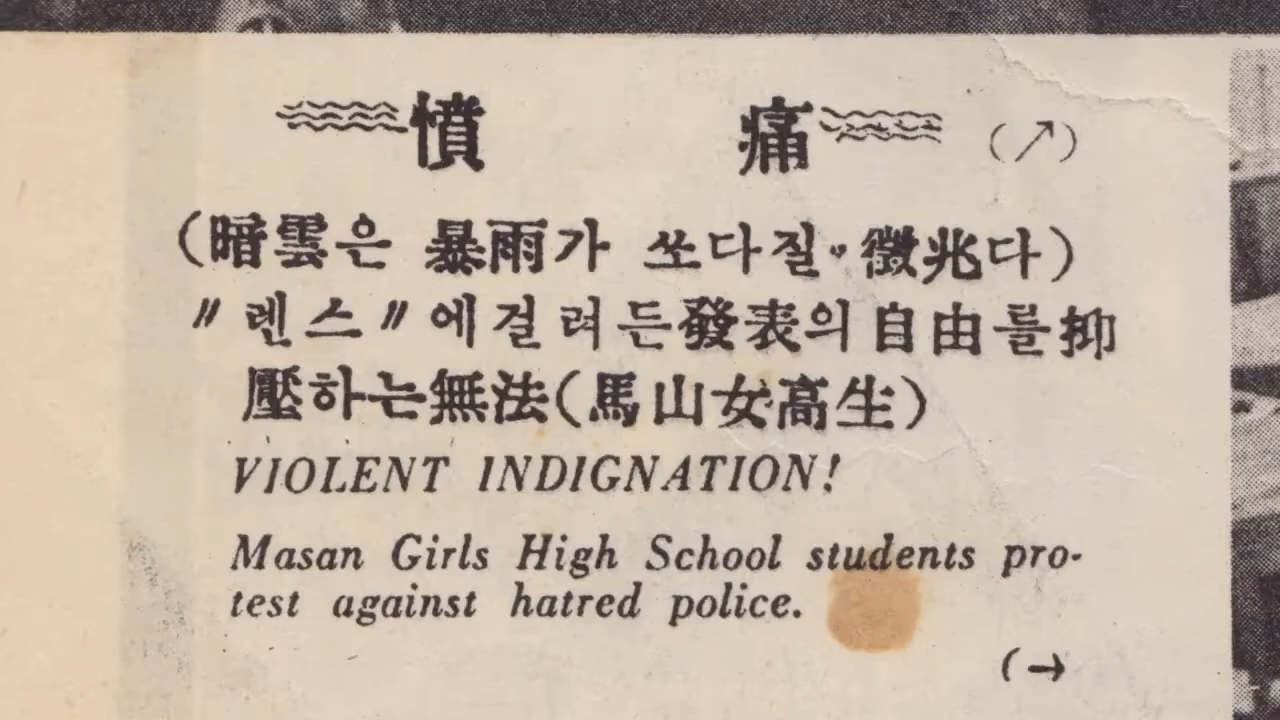 憤 痛 (↗)
(暗雲은 暴雨가 쏘다질 徵兆다)
〃렌스〃에걸려든發表의自由를抑
壓하는無法(馬山女高生)
VIOLENT INDIGNATION!
Masan Girls High School students pro-
test against hatred police.
(→